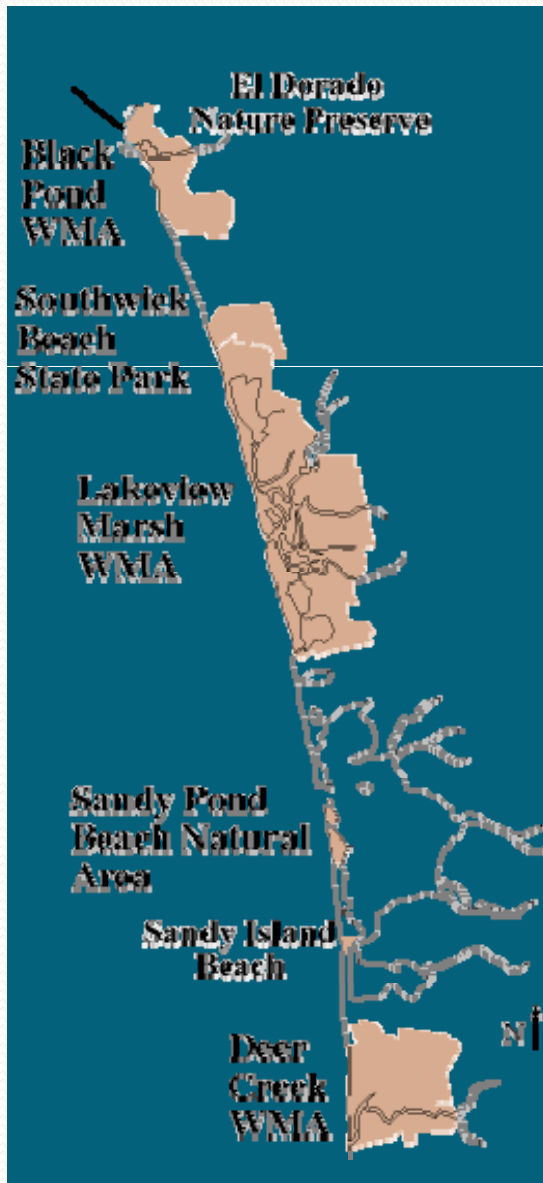 El Dorado
Nature Preserve
Black
Pond
WMA
Southwick
Beach
State Park
Lakeview
Marsh
WMA
Sandy Pond
Beach Natural
Area
Sandy Island
Beach
N
Deer
Creek
WMA